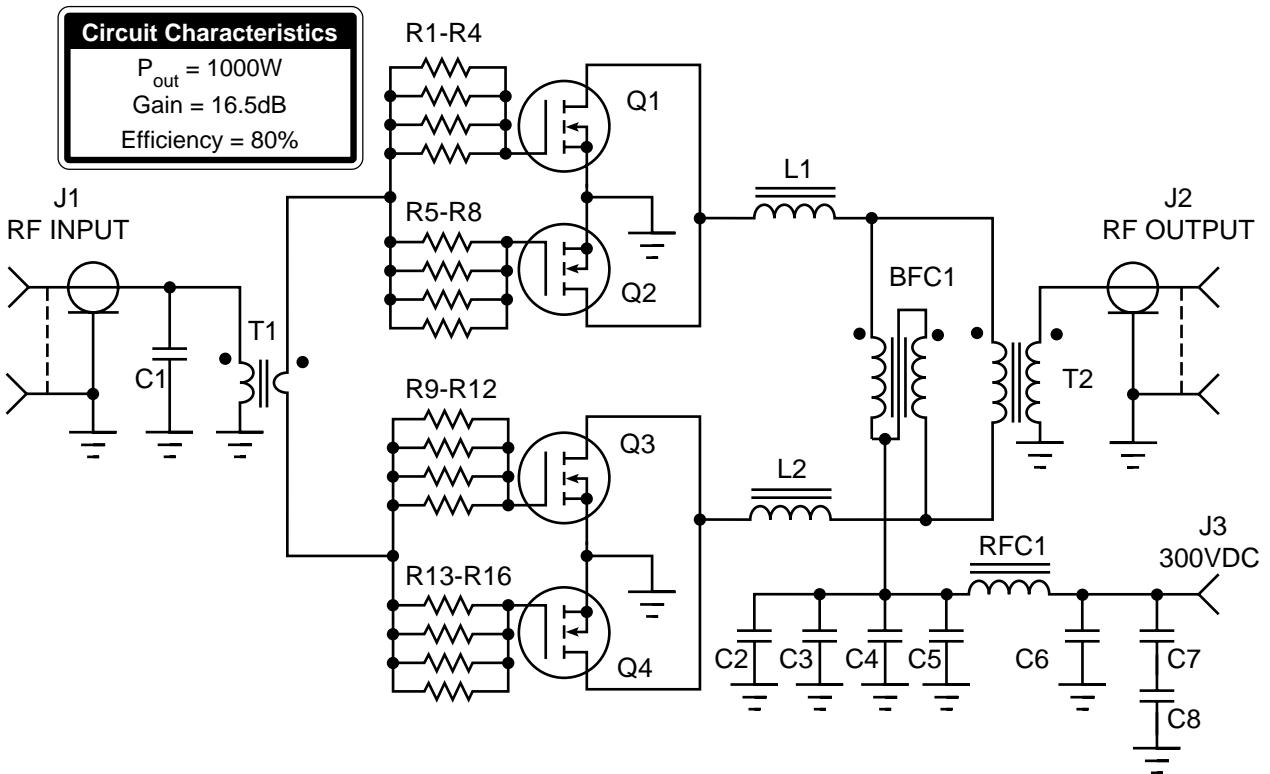 Circuit Characteristics
Pout = 1000W
Gain = 16.5dB
Efficiency = 80%
R1-R4
Q1
J1
RF INPUT
R5-R8
Q2
L1
J2
RF OUTPUT
BFC1
T1
C1
T2
R9-R12
Q3
L2
R13-R16
Q4
RFC1
J3
300VDC
C2
C3
C4
C5
C6
C7
C8